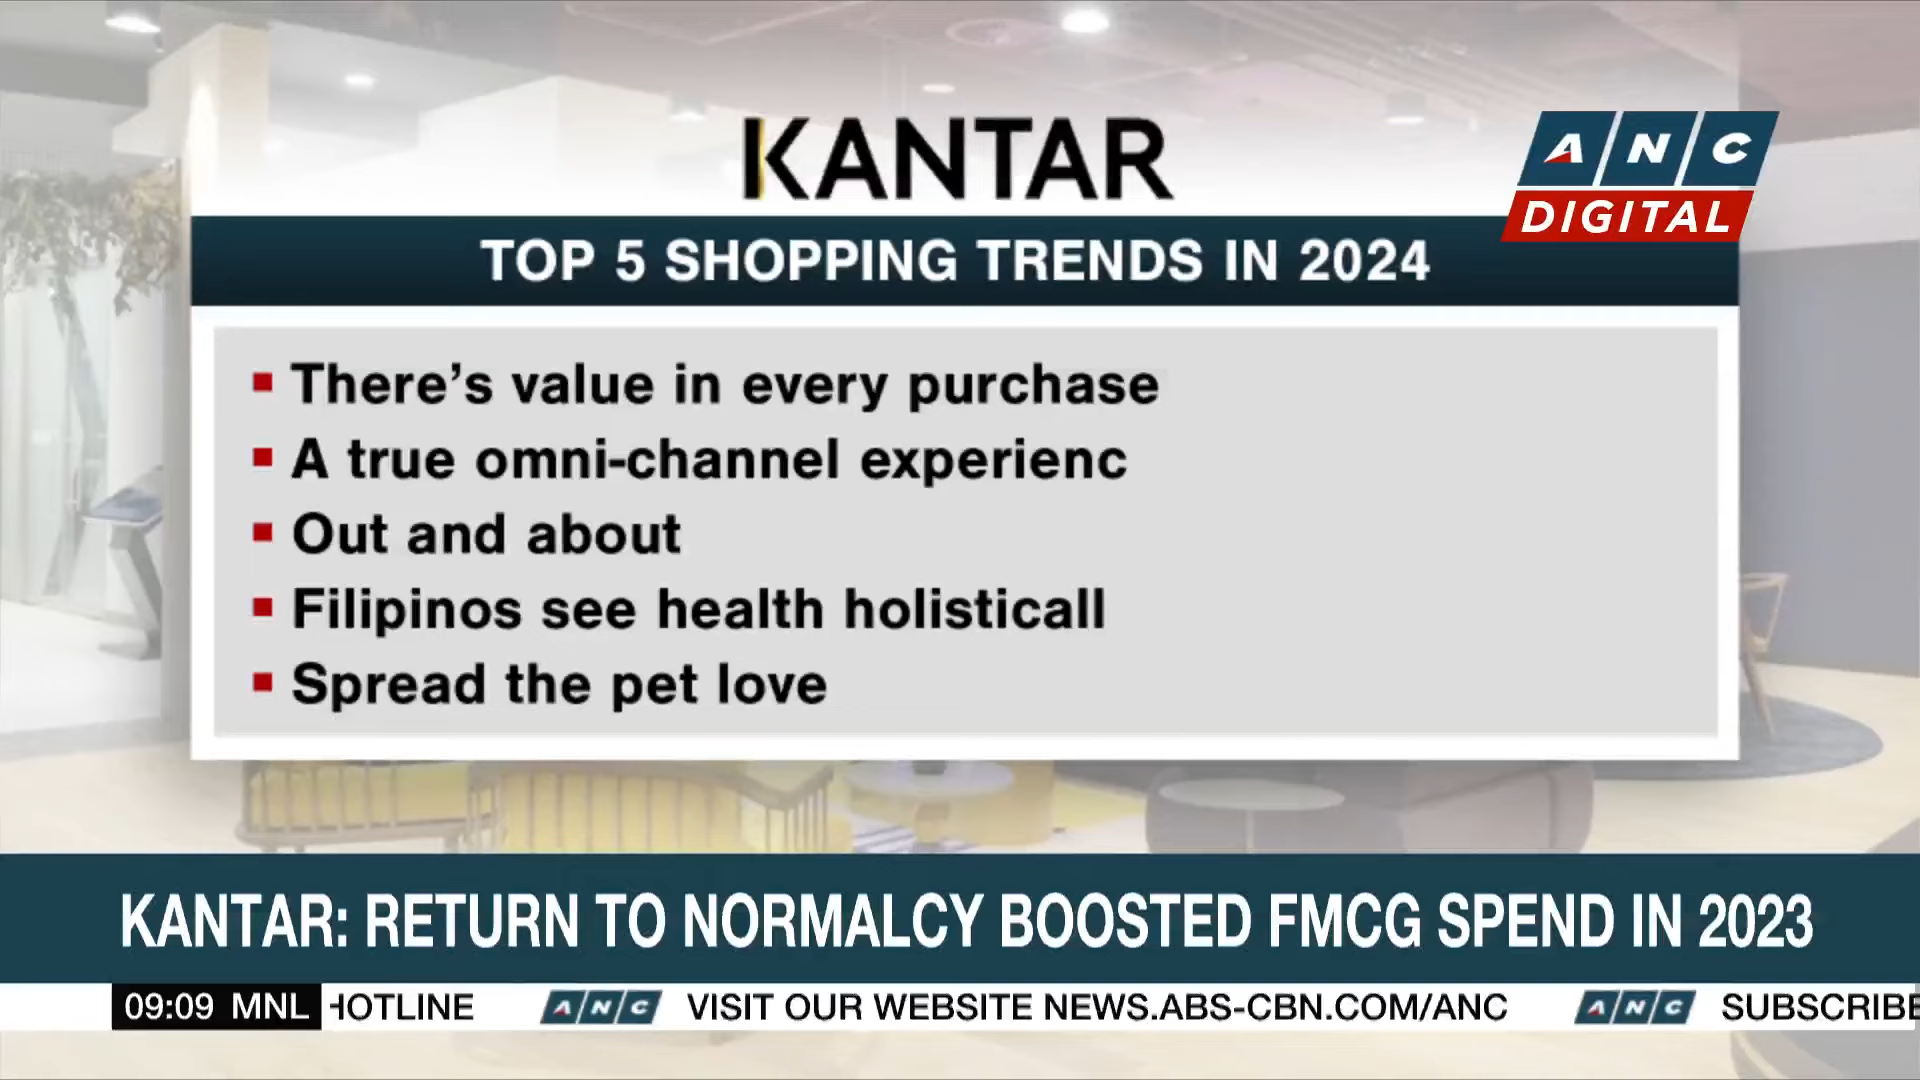 KANTAR
ANC
DIGITAL
TOP 5 SHOPPING TRENDS IN 2024
▪ There's value in every purchase
▪ A true omni-channel experienc
▪ Out and about
▪ Filipinos see health holisticall
▪ Spread the pet love
KANTAR: RETURN TO NORMALCY BOOSTED FMCG SPEND IN 2023
09:09 MNL HOTLINE ANC VISIT OUR WEBSITE NEWS.ABS-CBN.COM/ANC ANC SUBSCRIBE